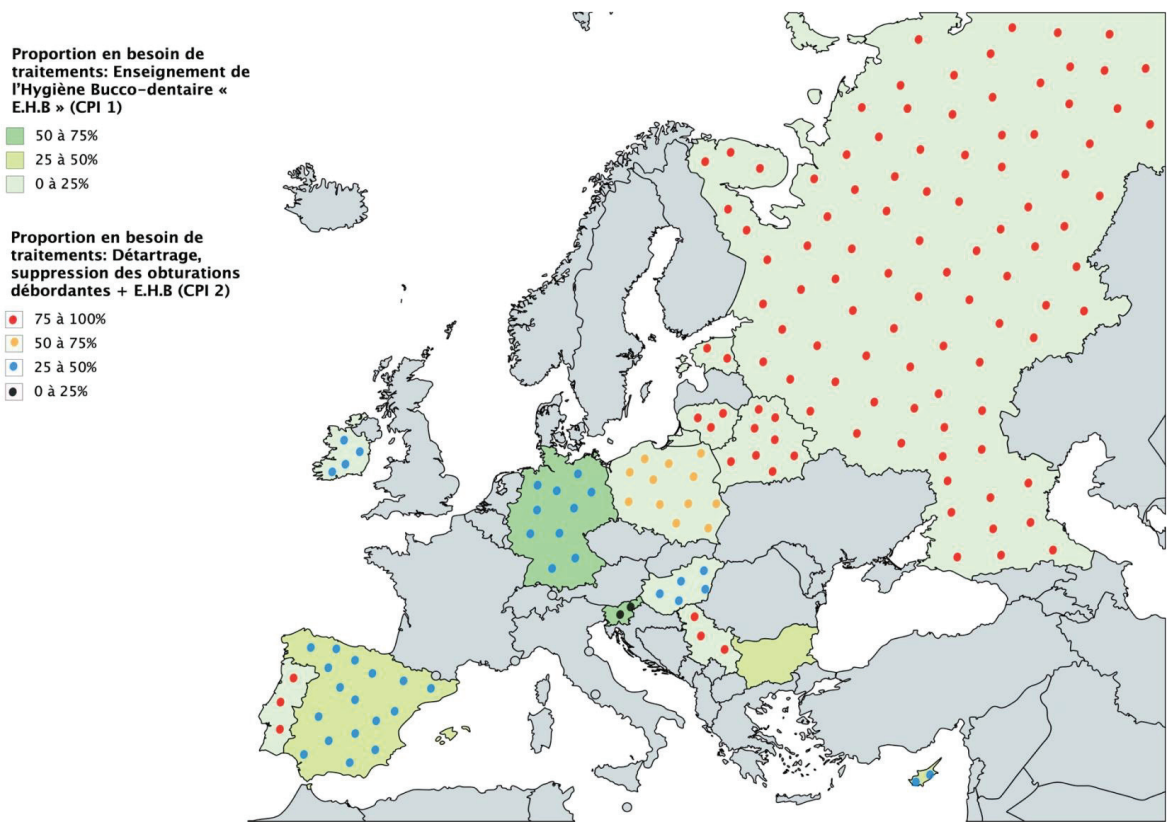 Proportion en besoin de
traitements: Enseignement de
l'Hygiène Bucco-dentaire «
E.H.B » (CPI 1)
50 à 75%
25 à 50%
0 à 25%
Proportion en besoin de
traitements: Détartrage,
suppression des obturations
débordantes + E.H.B (CPI 2)
75 à 100%
50 à 75%
25 à 50%
0 à 25%